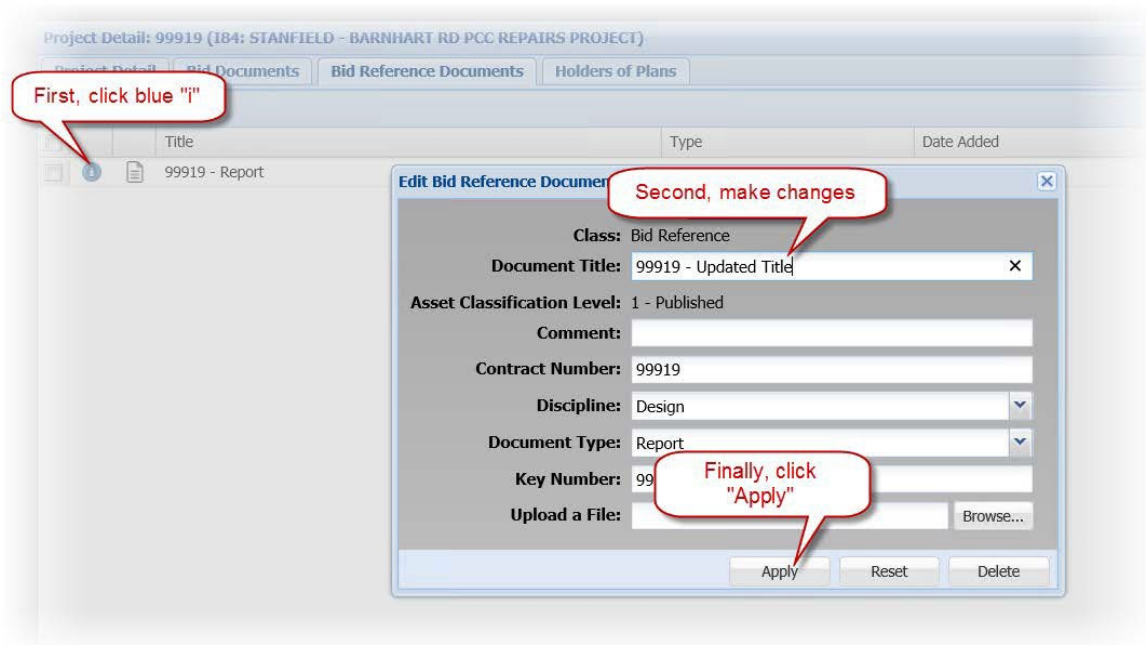 Project Detail: 99919 (I84: STANFIELD - BARNHART RD PCC REPAIRS PROJECT)
Project Detail Bid Documents Bid Reference Documents Holders of Plans
First, click blue "i"
Title Type Date Added
99919 - Report
Edit Bid Reference Documen
Second, make changes
Class: Bid Reference
Document Title: 99919 - Updated Title
Asset Classification Level: 1 - Published
Comment:
Contract Number: 99919
Discipline: Design
Document Type: Report
Key Number: 99
Finally, click
"Apply"
Upload a File: Browse...
Apply Reset Delete